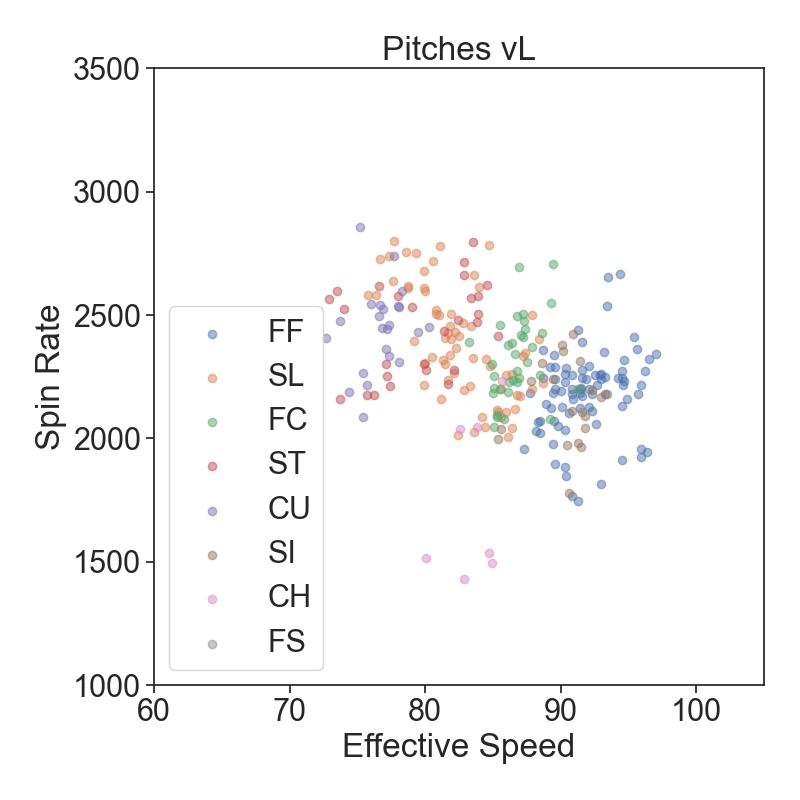 Pitches vL
3500
3000
2500
2000
1500
1000
Spin Rate
FF
SL
FC
ST
CU
SI
CH
FS
60 70 80 90 100
Effective Speed